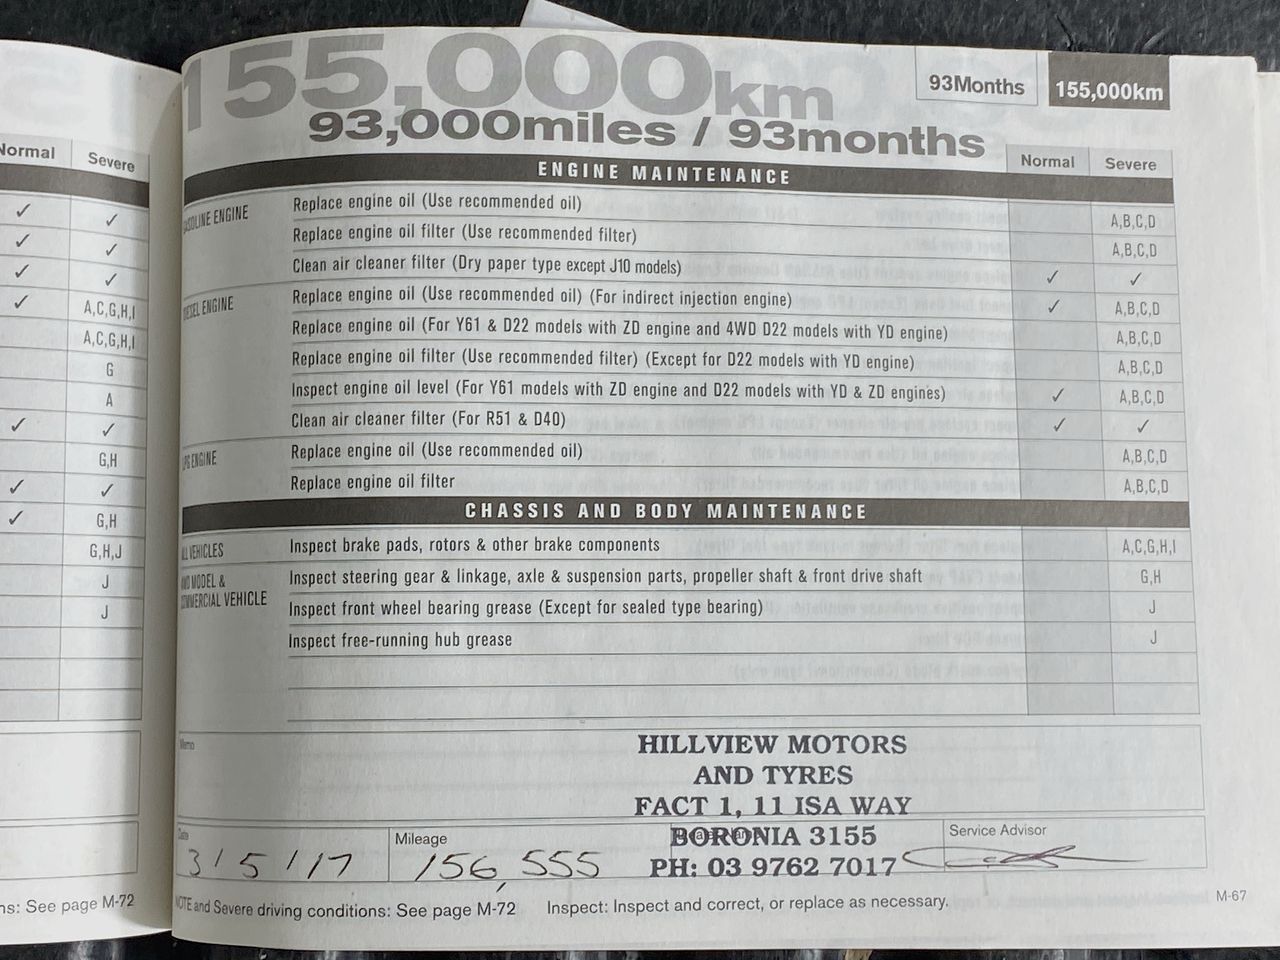 Normal Severe
✓ ✓
✓ ✓
✓ ✓
✓ A,C,G,H,I
A,C,G,H,I
G
A
✓ ✓
G,H
✓ ✓
✓ G,H
G,H,J
J
J
See page M-72
155,000km
93,000miles / 93months
93Months 155,000km
Normal Severe
ENGINE MAINTENANCE
GASOLINE ENGINE Replace engine oil (Use recommended oil) A,B,C,D
Replace engine oil filter (Use recommended filter) A,B,C,D
Clean air cleaner filter (Dry paper type except J10 models) ✓ ✓
DIESEL ENGINE Replace engine oil (Use recommended oil) (For indirect injection engine) ✓ A,B,C,D
Replace engine oil (For Y61 & D22 models with ZD engine and 4WD D22 models with YD engine) A,B,C,D
Replace engine oil filter (Use recommended filter) (Except for D22 models with YD engine) A,B,C,D
Inspect engine oil level (For Y61 models with ZD engine and D22 models with YD & ZD engines) ✓ A,B,C,D
Clean air cleaner filter (For R51 & D40) ✓ ✓
LPG ENGINE Replace engine oil (Use recommended oil) A,B,C,D
Replace engine oil filter A,B,C,D
CHASSIS AND BODY MAINTENANCE
ALL VEHICLES Inspect brake pads, rotors & other brake components A,C,G,H,I
4WD MODEL & COMMERCIAL VEHICLE Inspect steering gear & linkage, axle & suspension parts, propeller shaft & front drive shaft G,H
Inspect front wheel bearing grease (Except for sealed type bearing) J
Inspect free-running hub grease J
Memo
HILLVIEW MOTORS
AND TYRES
FACT 1, 11 ISA WAY
BORONIA 3155
PH: 03 9762 7017
Date 3/5/17
Mileage 156,555
Service Advisor
NOTE and Severe driving conditions: See page M-72 Inspect: Inspect and correct, or replace as necessary.
M-67